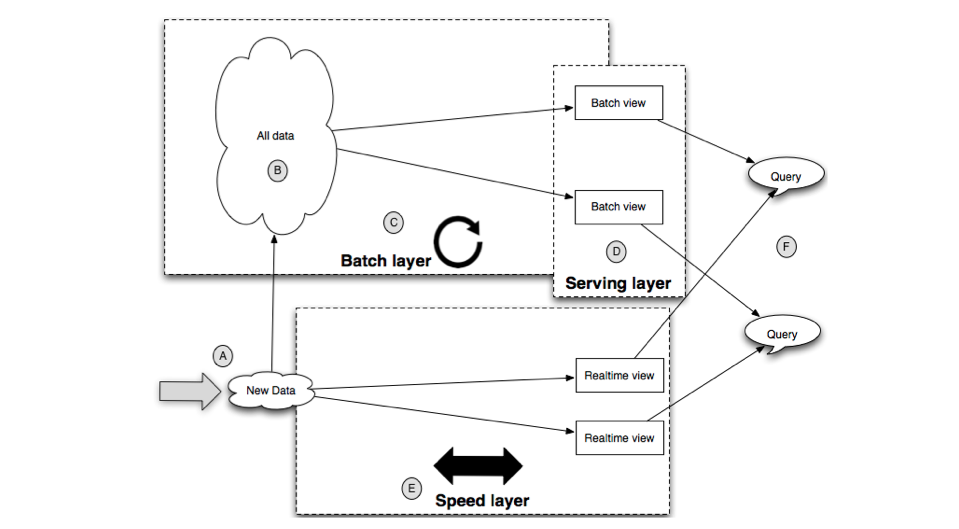 Batch view
All data
Query
B
Batch view
C
D
F
Batch layer
Serving layer
Query
A
Realtime view
New Data
Realtime view
E
Speed layer